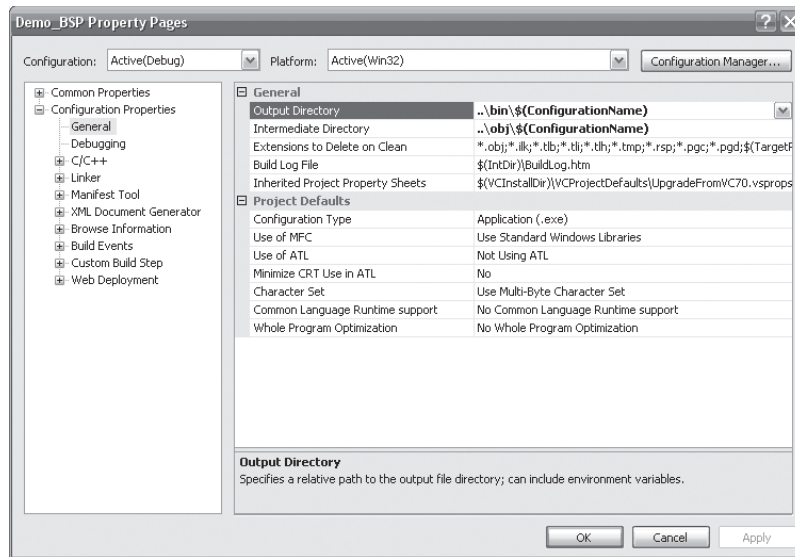 Demo_BSP Property Pages
Configuration: Active(Debug) Platform: Active(Win32) Configuration Manager...
Common Properties
Configuration Properties
General
Debugging
C/C++
Linker
Manifest Tool
XML Document Generator
Browse Information
Build Events
Custom Build Step
Web Deployment
General
Output Directory ..\bin\$(ConfigurationName)
Intermediate Directory ..\obj\$(ConfigurationName)
Extensions to Delete on Clean *.obj;*.ilk;*.tlb;*.tli;*.tlh;*.tmp;*.rsp;*.pgc;*.pgd;$(TargetP
Build Log File $(IntDir)\BuildLog.htm
Inherited Project Property Sheets $(VCInstallDir)\VCProjectDefaults\UpgradeFromVC70.vsprops
Project Defaults
Configuration Type Application (.exe)
Use of MFC Use Standard Windows Libraries
Use of ATL Not Using ATL
Minimize CRT Use in ATL No
Character Set Use Multi-Byte Character Set
Common Language Runtime support No Common Language Runtime support
Whole Program Optimization No Whole Program Optimization
Output Directory
Specifies a relative path to the output file directory; can include environment variables.
OK Cancel Apply